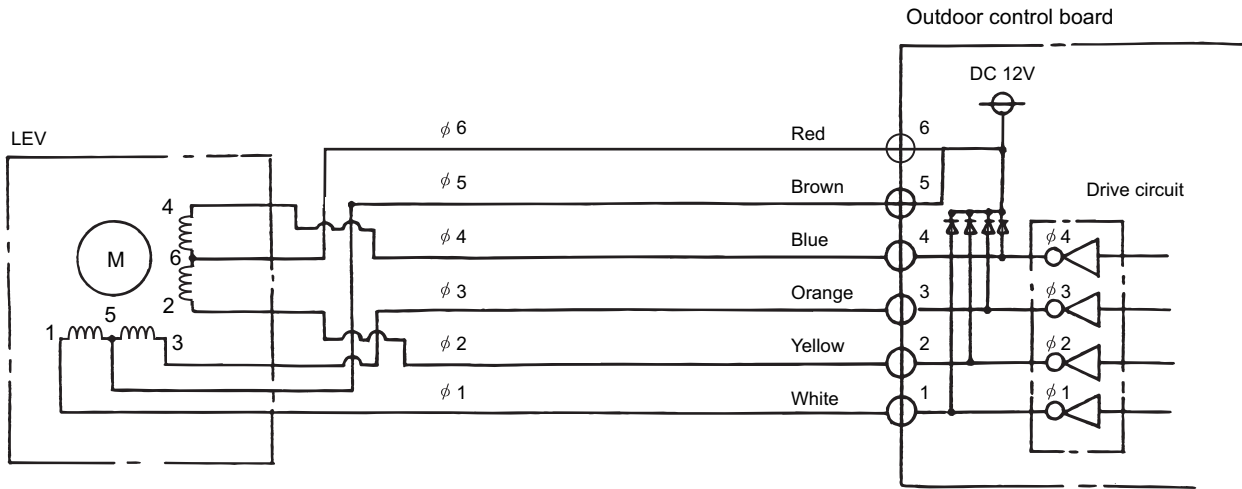 Outdoor control board
DC 12V
LEV
φ 6
Red
6
φ 5
Brown
5
Drive circuit
4
φ 4
Blue
4
φ 4
M
6
φ 3
Orange
3
φ 3
2
5
1
3
φ 2
Yellow
2
φ 2
φ 1
White
1
φ 1